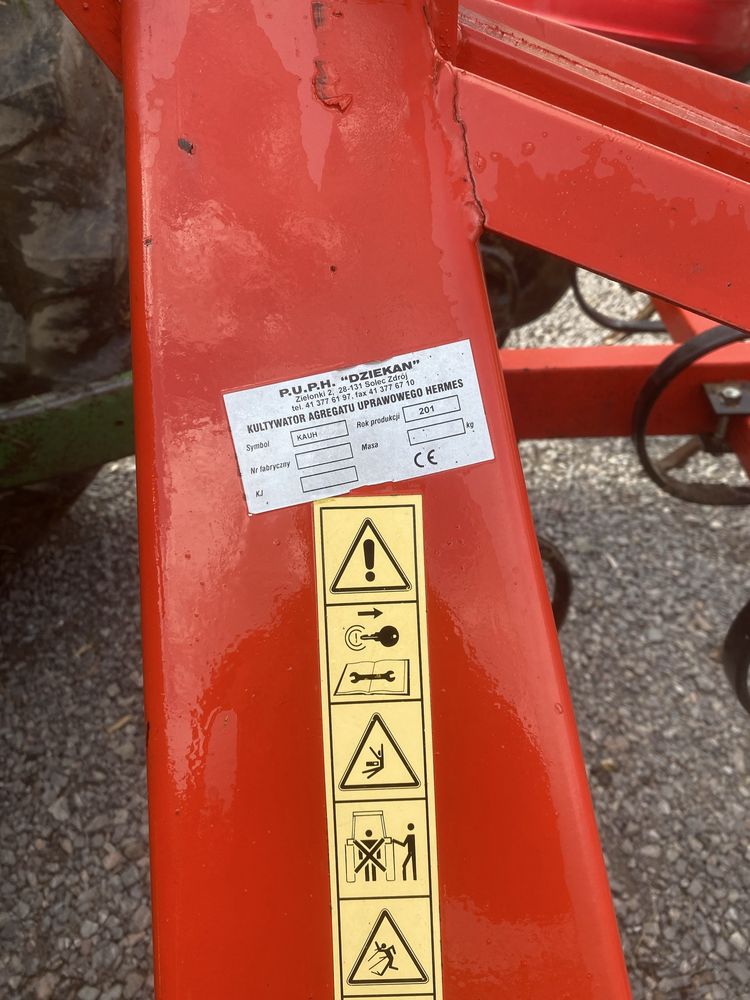 P.U.P.H. "DZIEKAN"
Zielonki 2, 28-131 Solec Zdrój
tel. 41 377 61 97. fax 41 377 67 10
KULTYWATOR AGREGATU UPRAWOWEGO HERMES
Symbol KAUH Rok produkcji 201
Nr fabryczny Masa kg
KJ CE